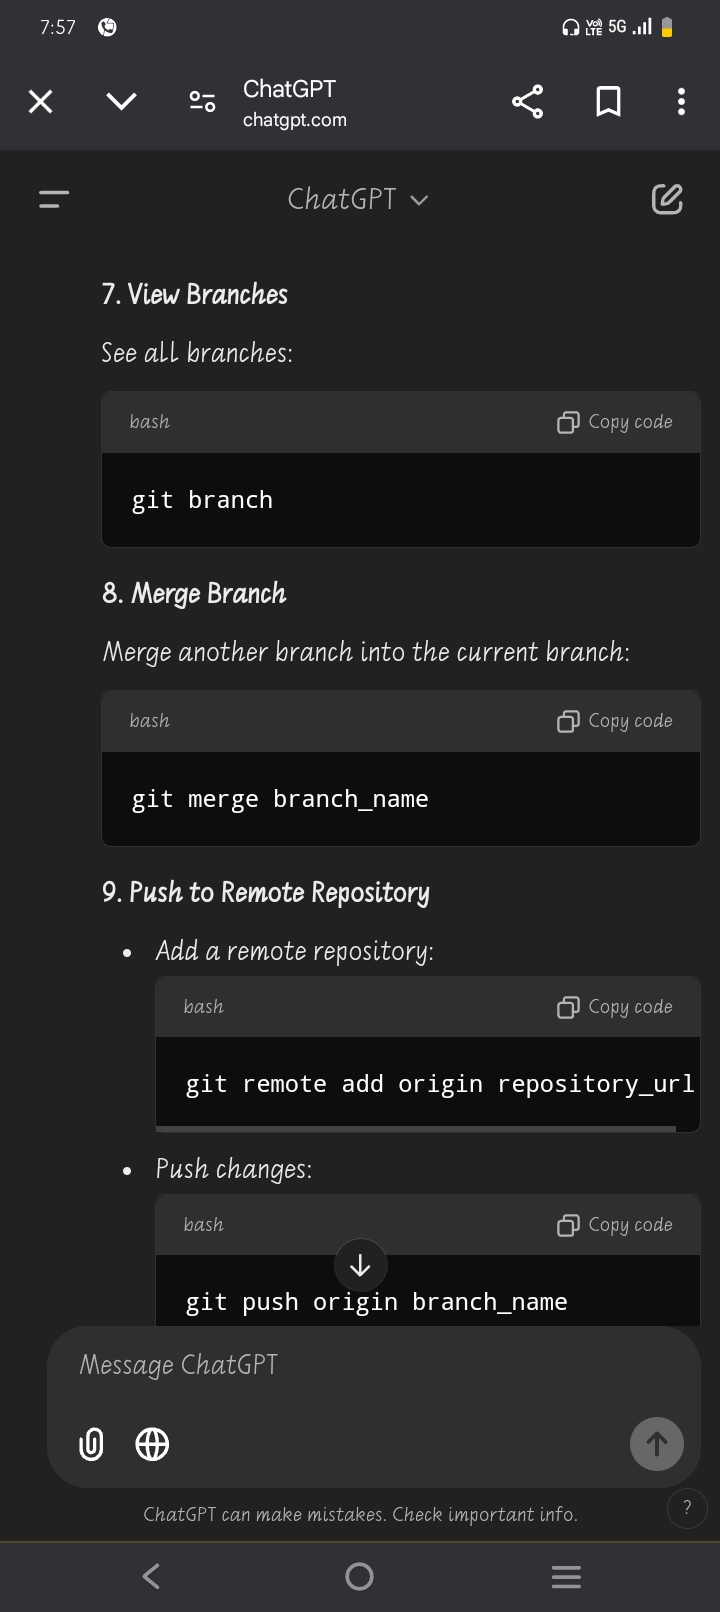 7:57
Vo)
LTE
5G
ChatGPT
chatgpt.com
ChatGPT
7. View Branches
See all branches:
bash
Copy code
git branch
8. Merge Branch
Merge another branch into the current branch:
bash
Copy code
git merge branch_name
9. Push to Remote Repository
• Add a remote repository:
bash
Copy code
git remote add origin repository_url
• Push changes:
bash
Copy code
git push origin branch_name
Message ChatGPT
ChatGPT can make mistakes. Check important info.
?